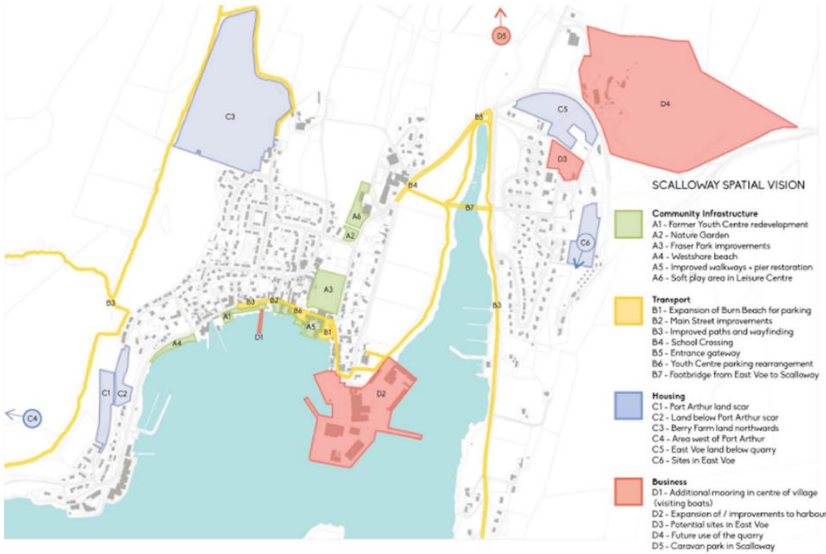 D5
C3
C5
D4
B5
D3
B4
A6
A2
B7
C6
A3
B3
B3
B2
B6
A1
A5
B1
B3
D1
A4
C1
C2
D2
C4
SCALLOWAY SPATIAL VISION
Community Infrastructure
A1 - Former Youth Centre redevelopment
A2 - Nature Garden
A3 - Fraser Park improvements
A4 - Westshore beach
A5 - Improved walkways + pier restoration
A6 - Soft play area in Leisure Centre
Transport
B1 - Expansion of Burn Beach for parking
B2 - Main Street improvements
B3 - Improved paths and wayfinding
B4 - School Crossing
B5 - Entrance gateway
B6 - Youth Centre parking rearrangement
B7 - Footbridge from East Voe to Scalloway
Housing
C1 - Port Arthur land scar
C2 - Land below Port Arthur scar
C3 - Berry Farm land northwards
C4 - Area west of Port Arthur
C5 - East Voe land below quarry
C6 - Sites in East Voe
Business
D1 - Additional mooring in centre of village
(visiting boats)
D2 - Expansion of / improvements to harbour
D3 - Potential sites in East Voe
D4 - Future use of the quarry
D5 - Caravan park in Scalloway